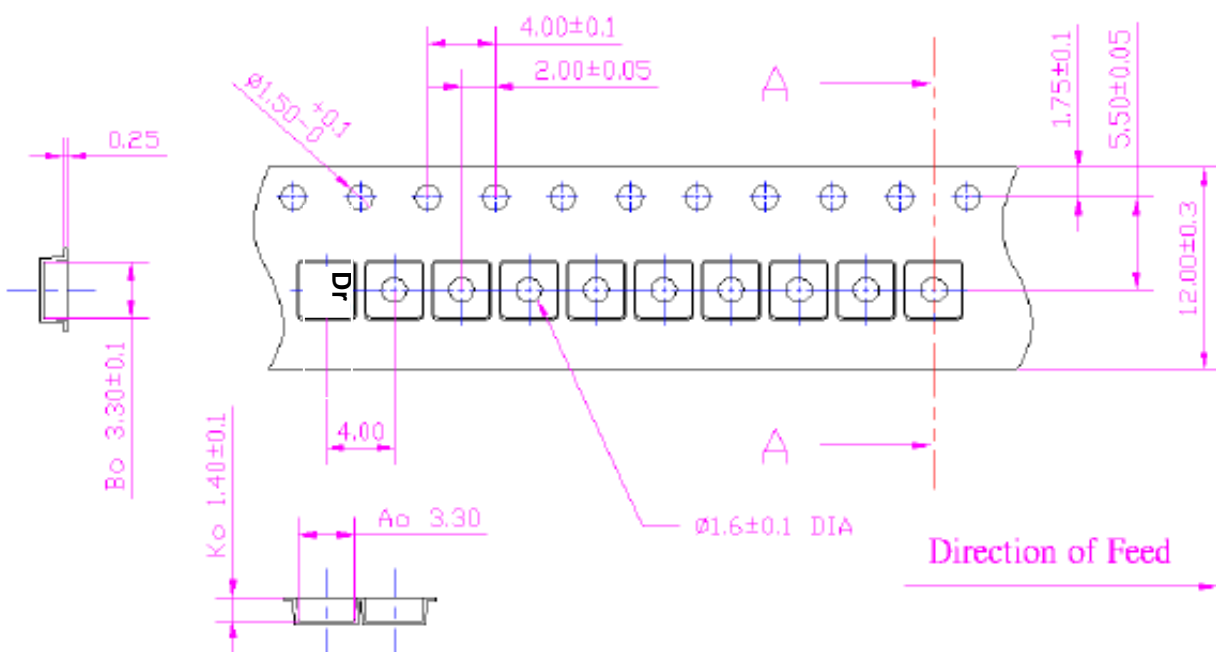 4.00±0.1
2.00±0.05
A
1.75±0.1
5.50±0.05
ø1.50 +0.1
-0
0.25
Dr
12.00±0.3
Bo 3.30±0.1
4.00
A
Ko 1.40±0.1
Ao 3.30
ø1.6±0.1 DIA
Direction of Feed